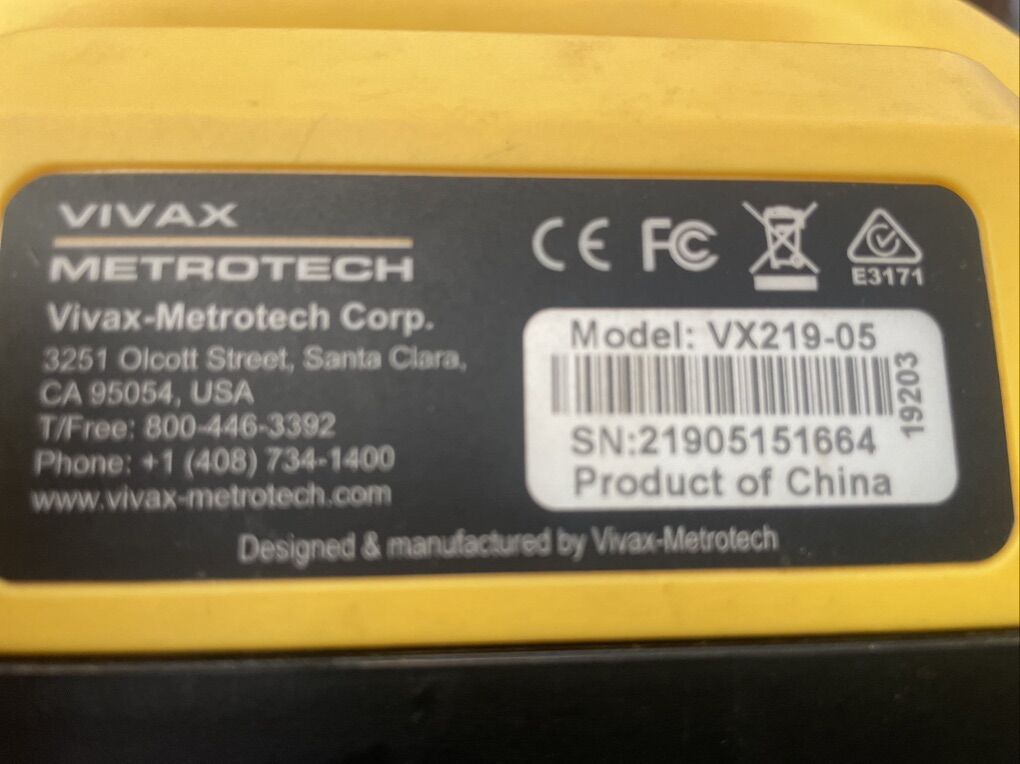 VIVAX
METROTECH
Vivax-Metrotech Corp.
3251 Olcott Street, Santa Clara,
CA 95054, USA
T/Free: 800-446-3392
Phone: +1 (408) 734-1400
www.vivax-metrotech.com
CE FC
E3171
Model: VX219-05
19203
SN:21905151664
Product of China
Designed & manufactured by Vivax-Metrotech